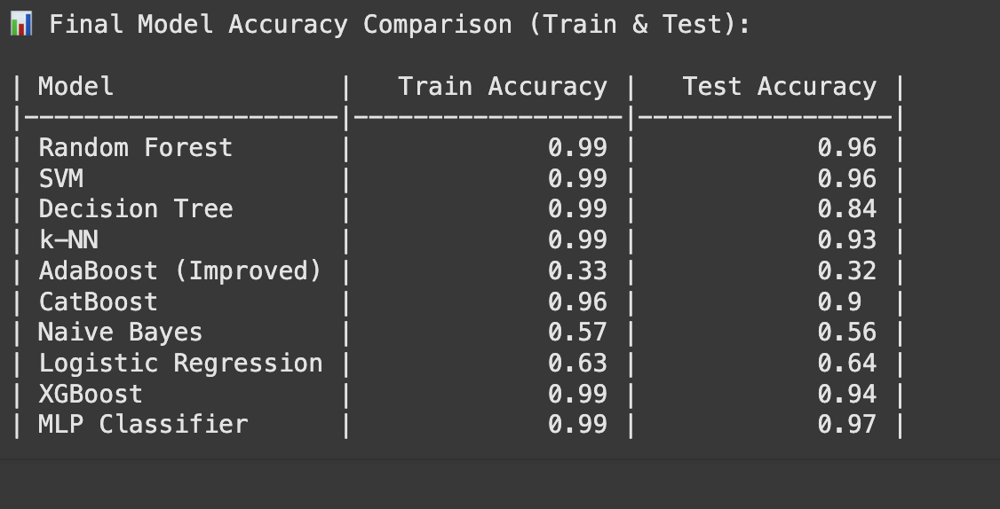 📊 Final Model Accuracy Comparison (Train & Test):
| Model | Train Accuracy | Test Accuracy |
|---------------------|------------------|-----------------|
| Random Forest | 0.99 | 0.96 |
| SVM | 0.99 | 0.96 |
| Decision Tree | 0.99 | 0.84 |
| k-NN | 0.99 | 0.93 |
| AdaBoost (Improved) | 0.33 | 0.32 |
| CatBoost | 0.96 | 0.9 |
| Naive Bayes | 0.57 | 0.56 |
| Logistic Regression | 0.63 | 0.64 |
| XGBoost | 0.99 | 0.94 |
| MLP Classifier | 0.99 | 0.97 |